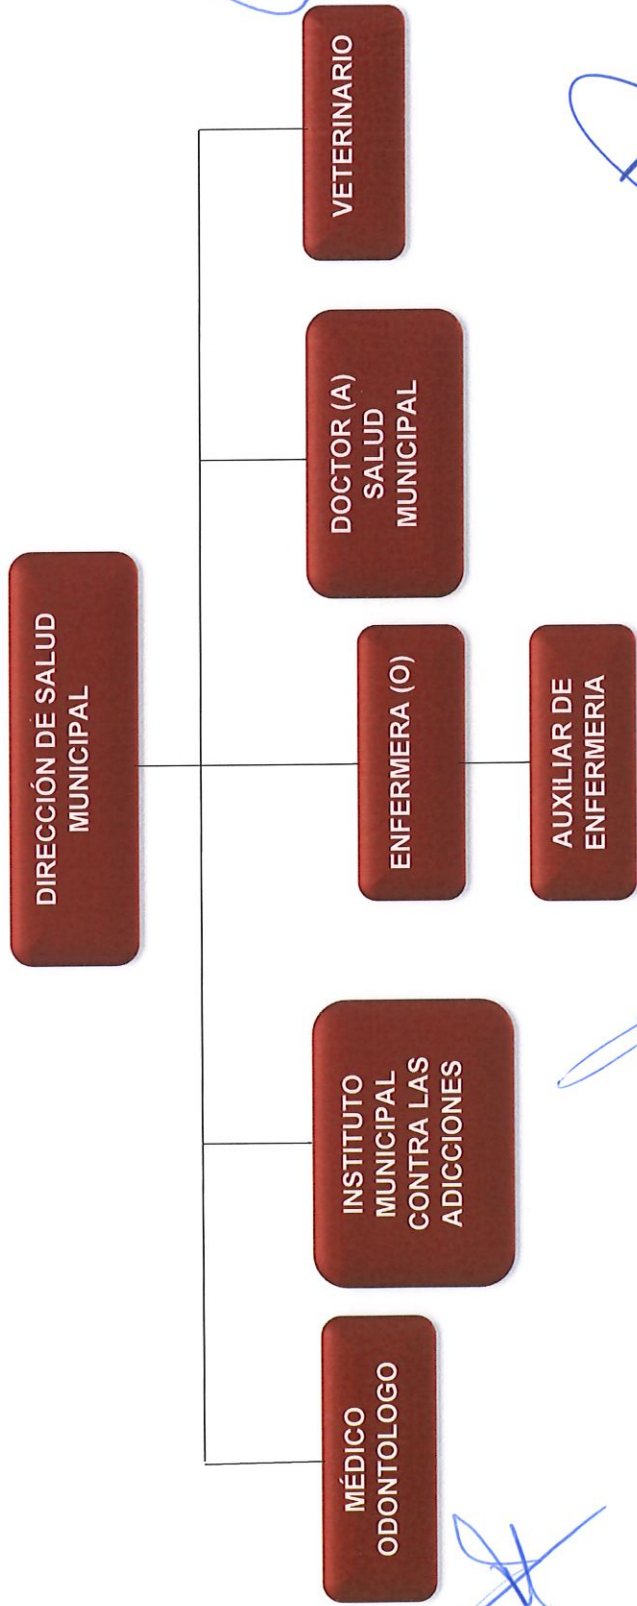 DIRECCIÓN DE SALUD
MUNICIPAL
MÉDICO
ODONTOLOGO
INSTITUTO
MUNICIPAL
CONTRA LAS
ADICCIONES
ENFERMERA (O)
AUXILIAR DE
ENFERMERIA
DOCTOR (A)
SALUD
MUNICIPAL
VETERINARIO